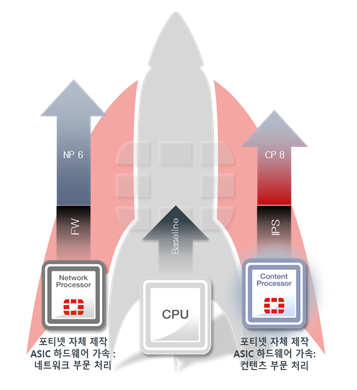 NP 6
CP 8
FW
Baseline
IPS
Network
Processor
CPU
Content
Processor
포티넷 자체 제작
ASIC 하드웨어 가속 :
네트워크 부문 처리
포티넷 자체 제작
ASIC 하드웨어 가속:
컨텐츠 부문 처리